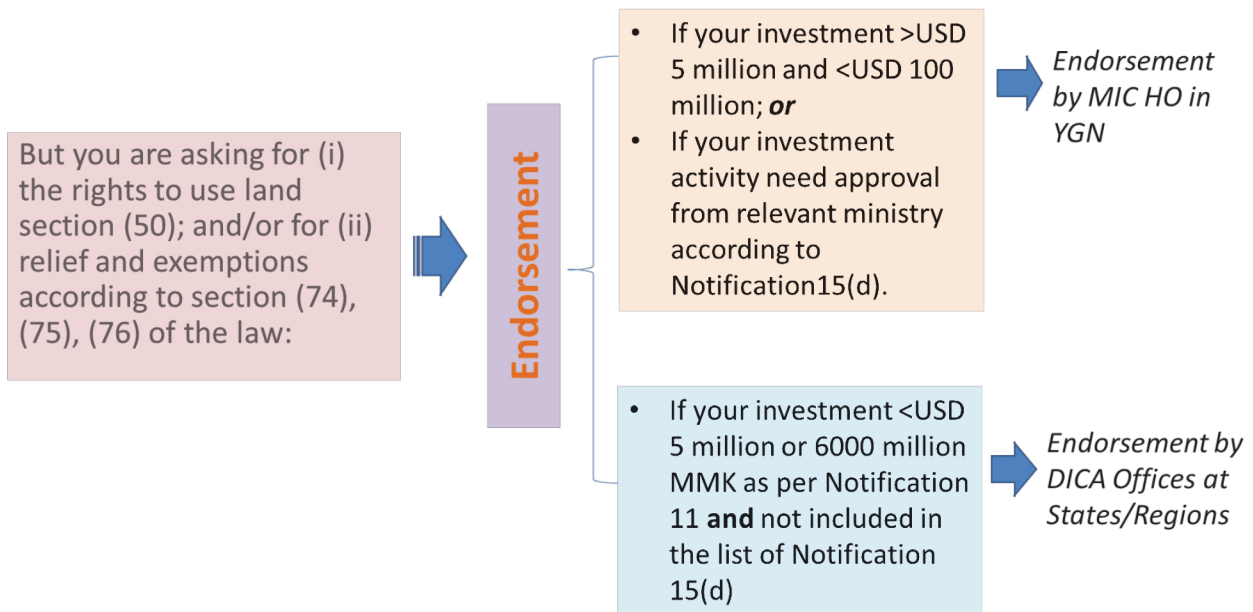 But you are asking for (i)
the rights to use land
section (50); and/or for (ii)
relief and exemptions
according to section (74),
(75), (76) of the law:
Endorsement
• If your investment >USD
5 million and <USD 100
million; or
• If your investment
activity need approval
from relevant ministry
according to
Notification15(d).
Endorsement
by MIC HO in
YGN
• If your investment <USD
5 million or 6000 million
MMK as per Notification
11 and not included in
the list of Notification
15(d)
Endorsement by
DICA Offices at
States/Regions